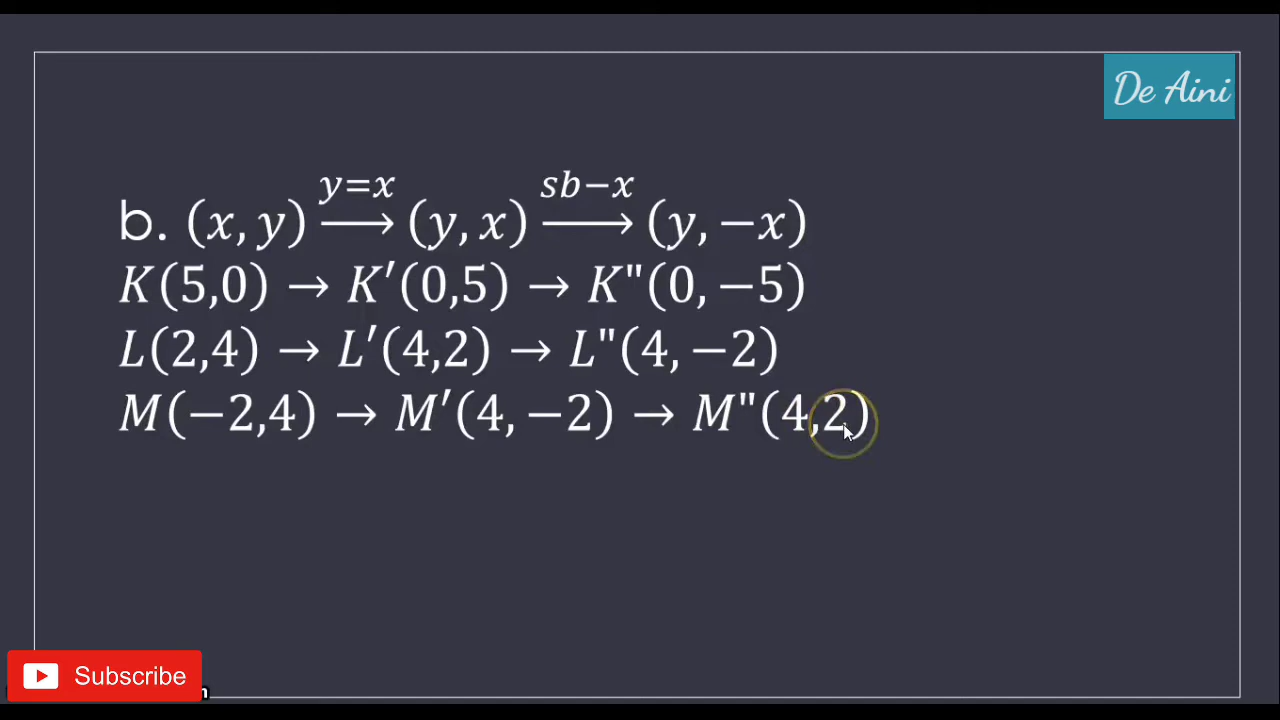 De Aini
y=x sb−x
b. (x, y) ⟶ (y, x) ⟶ (y, −x)
K(5,0) → K′(0,5) → K"(0, −5)
L(2,4) → L′(4,2) → L"(4, −2)
M(−2,4) → M′(4, −2) → M"(4,2)
Subscribe